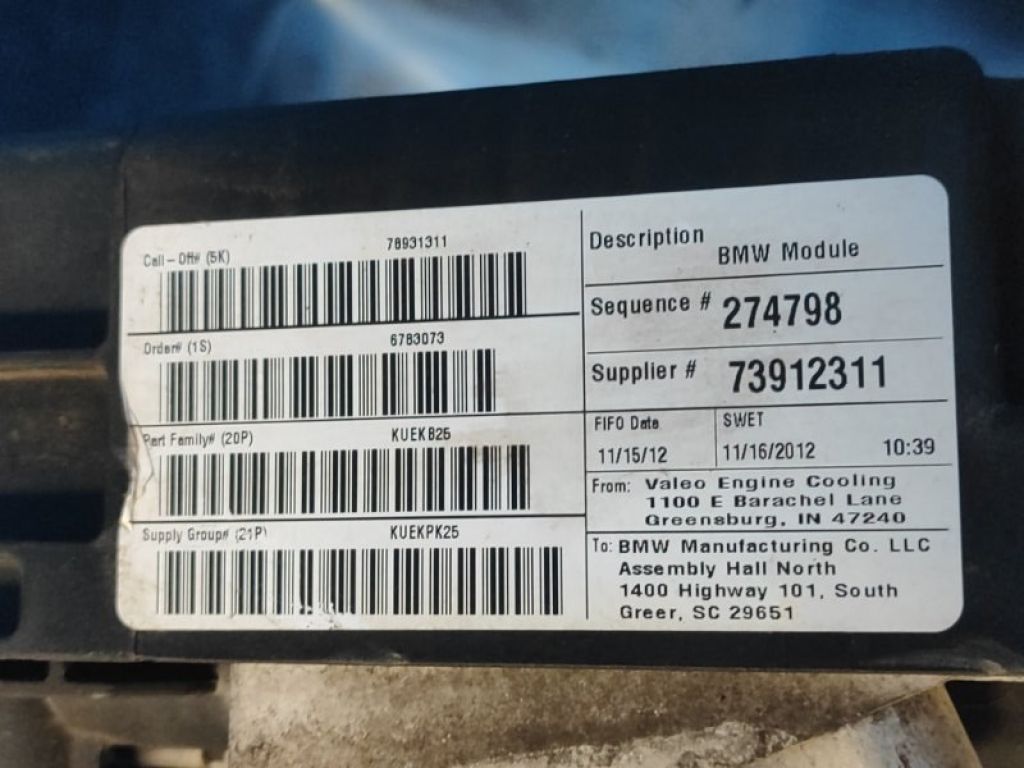 Call-Off# (5K) 78931311
Order# (1S) 6783073
Part Family# (20P) KUEKB25
Supply Group# (21P) KUEKPK25
Description
BMW Module
Sequence # 274798
Supplier # 73912311
FIFO Date SWET
11/15/12 11/16/2012 10:39
From: Valeo Engine Cooling
1100 E Barachel Lane
Greensburg, IN 47240
To: BMW Manufacturing Co. LLC
Assembly Hall North
1400 Highway 101, South
Greer, SC 29651